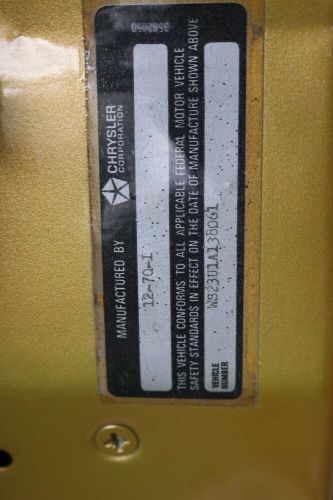 MANUFACTURED BY CHRYSLER CORPORATION
12-70-I
THIS VEHICLE CONFORMS TO ALL APPLICABLE FEDERAL MOTOR VEHICLE
SAFETY STANDARDS IN EFFECT ON THE DATE OF MANUFACTURE SHOWN ABOVE
VEHICLE
NUMBER
WS23U1A138061
3582050